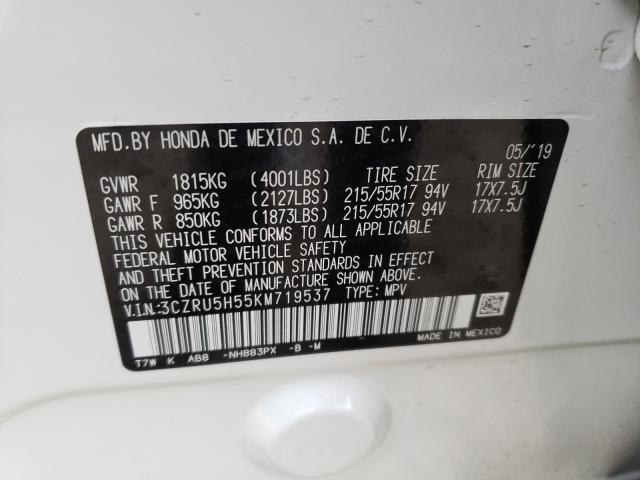 MFD.BY HONDA DE MEXICO S.A. DE C.V. 05/'19
GVWR 1815KG (4001LBS) TIRE SIZE RIM SIZE
GAWR F 965KG (2127LBS) 215/55R17 94V 17X7.5J
GAWR R 850KG (1873LBS) 215/55R17 94V 17X7.5J
THIS VEHICLE CONFORMS TO ALL APPLICABLE
FEDERAL MOTOR VEHICLE SAFETY
AND THEFT PREVENTION STANDARDS IN EFFECT
ON THE DATE OF MANUFACTURE SHOWN ABOVE.
V.I.N:3CZRU5H55KM719537 TYPE: MPV
T7W K AB8 -NH883PX -B -M
MADE IN MEXICO